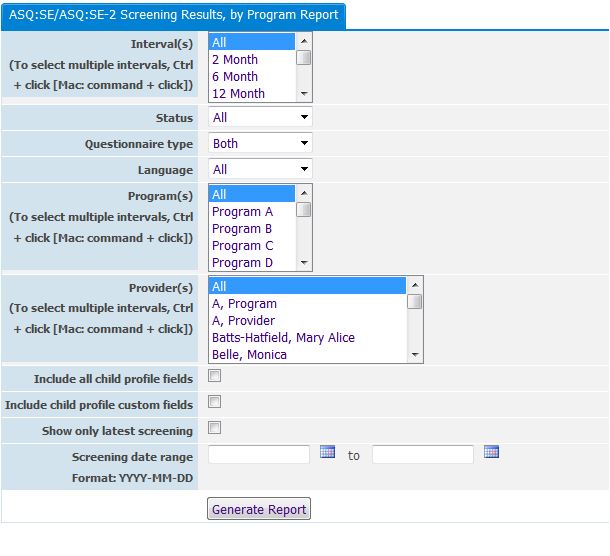 ASQ:SE/ASQ:SE-2 Screening Results, by Program Report
Interval(s)
(To select multiple intervals, Ctrl
+ click [Mac: command + click])
All
2 Month
6 Month
12 Month
Status
All
Questionnaire type
Both
Language
All
Program(s)
(To select multiple intervals, Ctrl
+ click [Mac: command + click])
All
Program A
Program B
Program C
Program D
Provider(s)
(To select multiple intervals, Ctrl
+ click [Mac: command + click])
All
A, Program
A, Provider
Batts-Hatfield, Mary Alice
Belle, Monica
Include all child profile fields
Include child profile custom fields
Show only latest screening
Screening date range
Format: YYYY-MM-DD
to
Generate Report